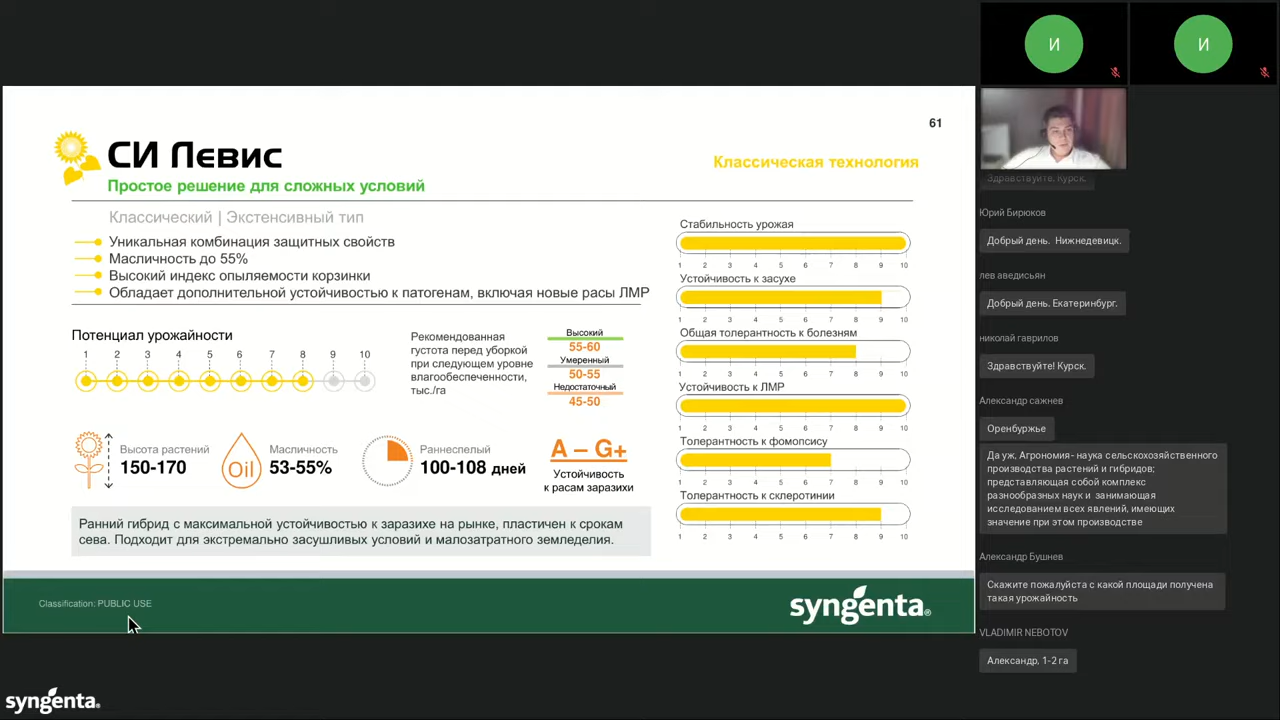 61
СИ Левис
Простое решение для сложных условий
Классическая технология
Классический | Экстенсивный тип
Уникальная комбинация защитных свойств
Масличность до 55%
Высокий индекс опыляемости корзинки
Обладает дополнительной устойчивостью к патогенам, включая новые расы ЛМР
Потенциал урожайности
1 2 3 4 5 6 7 8 9 10
Рекомендованная
густота перед уборкой
при следующем уровне
влагообеспеченности,
тыс./га
Высокий
55-60
Умеренный
50-55
Недостаточный
45-50
Высота растений
150-170
Oil
Масличность
53-55%
Раннеспелый
100-108 дней
A – G+
Устойчивость
к расам заразихи
Ранний гибрид с максимальной устойчивостью к заразихе на рынке, пластичен к срокам
сева. Подходит для экстремально засушливых условий и малозатратного земледелия.
Стабильность урожая
1 2 3 4 5 6 7 8 9 10
Устойчивость к засухе
1 2 3 4 5 6 7 8 9 10
Общая толерантность к болезням
1 2 3 4 5 6 7 8 9 10
Устойчивость к ЛМР
1 2 3 4 5 6 7 8 9 10
Толерантность к фомопсису
1 2 3 4 5 6 7 8 9 10
Толерантность к склеротинии
1 2 3 4 5 6 7 8 9 10
Classification: PUBLIC USE
syngenta®
syngenta.
И
И
Здравствуйте. Курск.
Юрий Бирюков
Добрый день. Нижнедевицк.
лев аведисьян
Добрый день. Екатеринбург.
николай гаврилов
Здравствуйте! Курск.
Александр сажнев
Оренбуржье
Да уж, Агрономия- наука сельскохозяйственного
производства растений и гибридов;
представляющая собой комплекс
разнообразных наук и занимающая
исследованием всех явлений, имеющих
значение при этом производстве
Александр Бушнев
Скажите пожалуйста с какой площади получена
такая урожайность
VLADIMIR NEBOTOV
Александр, 1-2 га